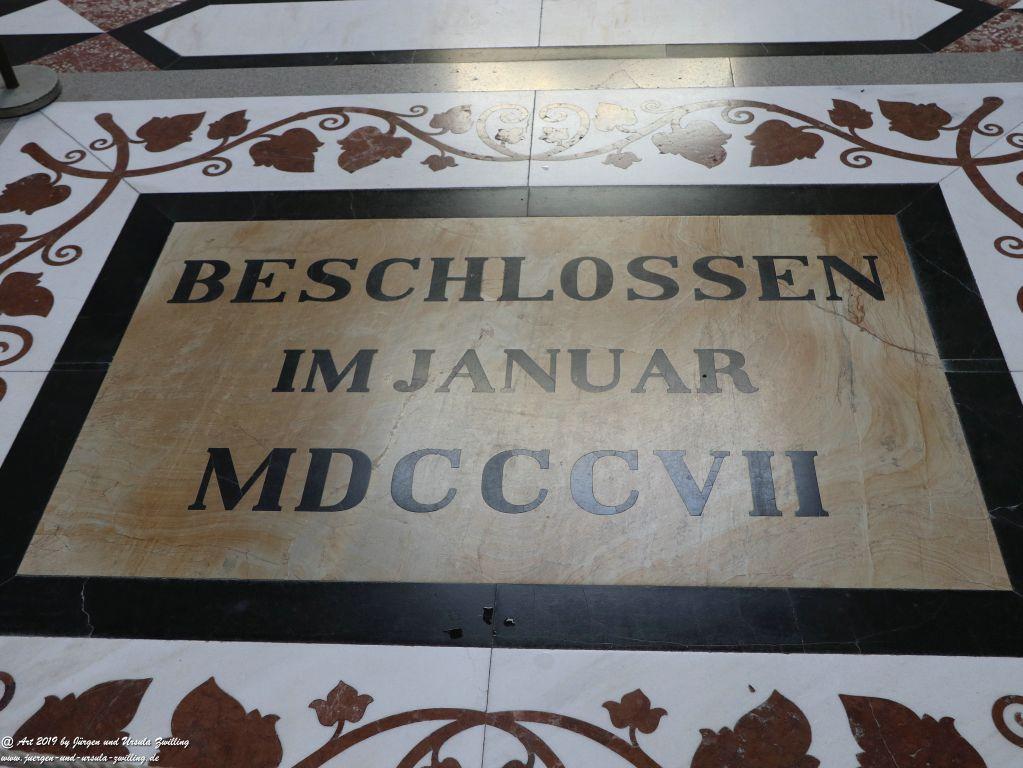 BESCHLOSSEN
IM JANUAR
MDCCCVII
@ Art 2019 by Jürgen und Ursula Zwilling
www.juergen-und-ursula-zwilling.de